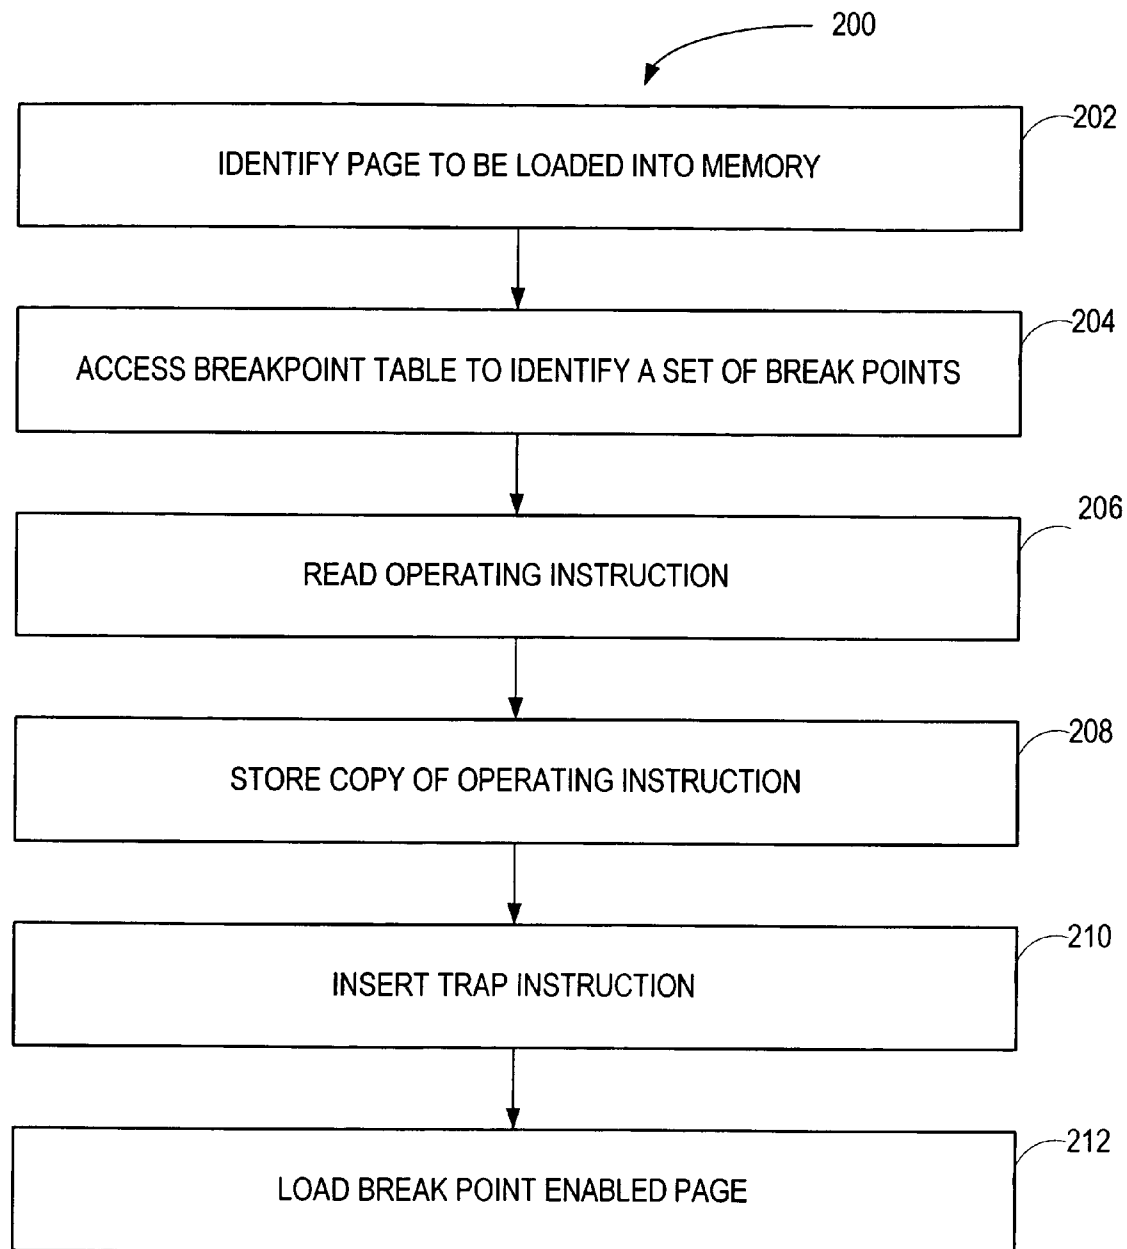 200
202
IDENTIFY PAGE TO BE LOADED INTO MEMORY
204
ACCESS BREAKPOINT TABLE TO IDENTIFY A SET OF BREAK POINTS
206
READ OPERATING INSTRUCTION
208
STORE COPY OF OPERATING INSTRUCTION
210
INSERT TRAP INSTRUCTION
212
LOAD BREAK POINT ENABLED PAGE